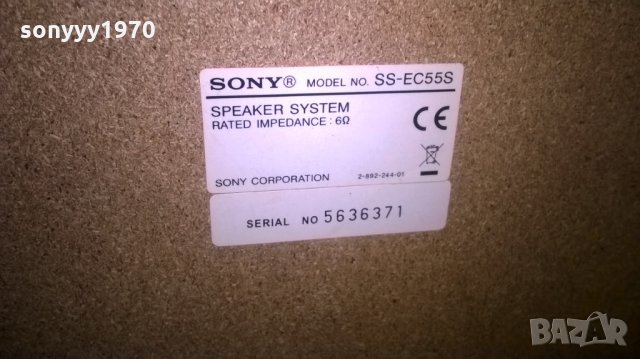 sonyyy1970
SONY® MODEL NO. SS-EC55S
SPEAKER SYSTEM
RATED IMPEDANCE : 6Ω
CE
SONY CORPORATION 2-892-244-01
SERIAL NO 5636371
BAZAR